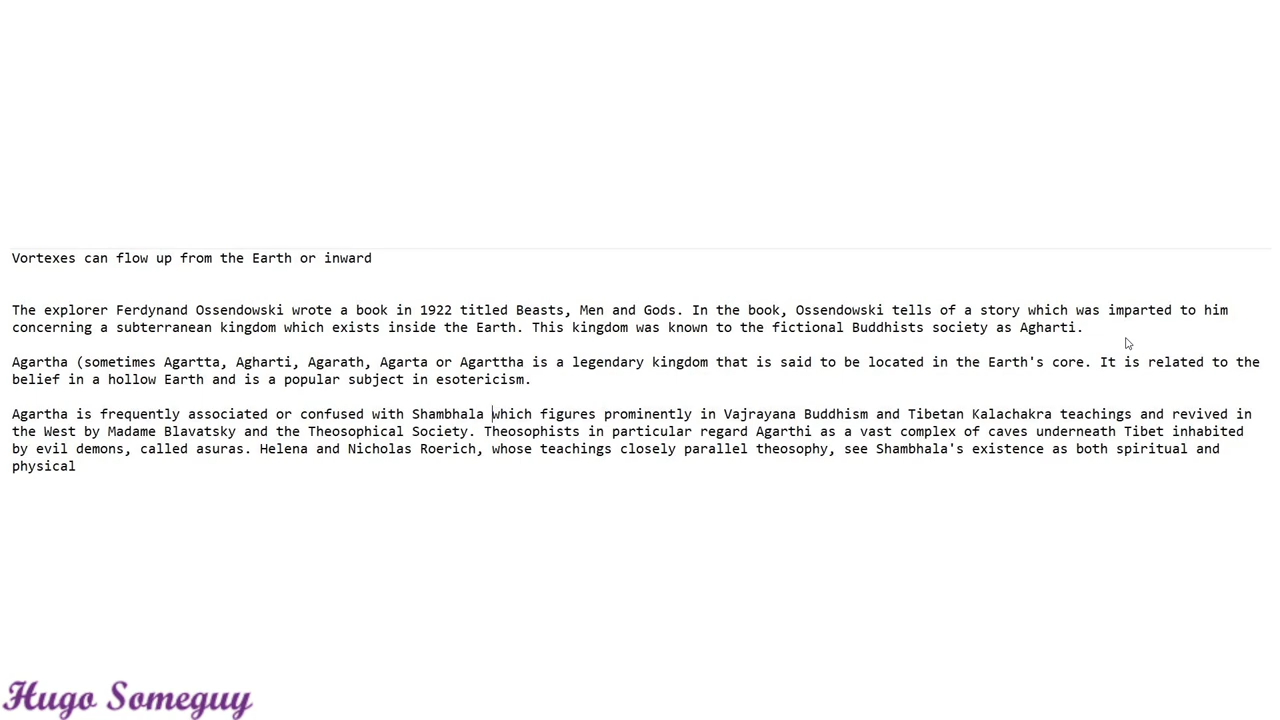 Vortexes can flow up from the Earth or inward
The explorer Ferdynand Ossendowski wrote a book in 1922 titled Beasts, Men and Gods. In the book, Ossendowski tells of a story which was imparted to him
concerning a subterranean kingdom which exists inside the Earth. This kingdom was known to the fictional Buddhists society as Agharti.
Agartha (sometimes Agartta, Agharti, Agarath, Agarta or Agarttha is a legendary kingdom that is said to be located in the Earth's core. It is related to the
belief in a hollow Earth and is a popular subject in esotericism.
Agartha is frequently associated or confused with Shambhala which figures prominently in Vajrayana Buddhism and Tibetan Kalachakra teachings and revived in
the West by Madame Blavatsky and the Theosophical Society. Theosophists in particular regard Agarthi as a vast complex of caves underneath Tibet inhabited
by evil demons, called asuras. Helena and Nicholas Roerich, whose teachings closely parallel theosophy, see Shambhala's existence as both spiritual and
physical
Hugo Someguy